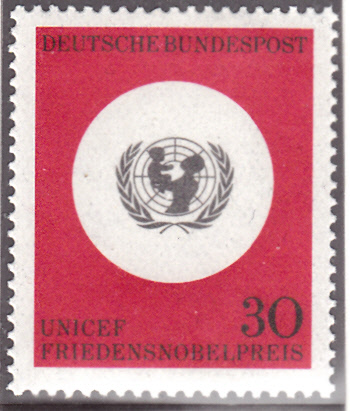 DEUTSCHE BUNDESPOST
UNICEF
30
FRIEDENSNOBELPREIS